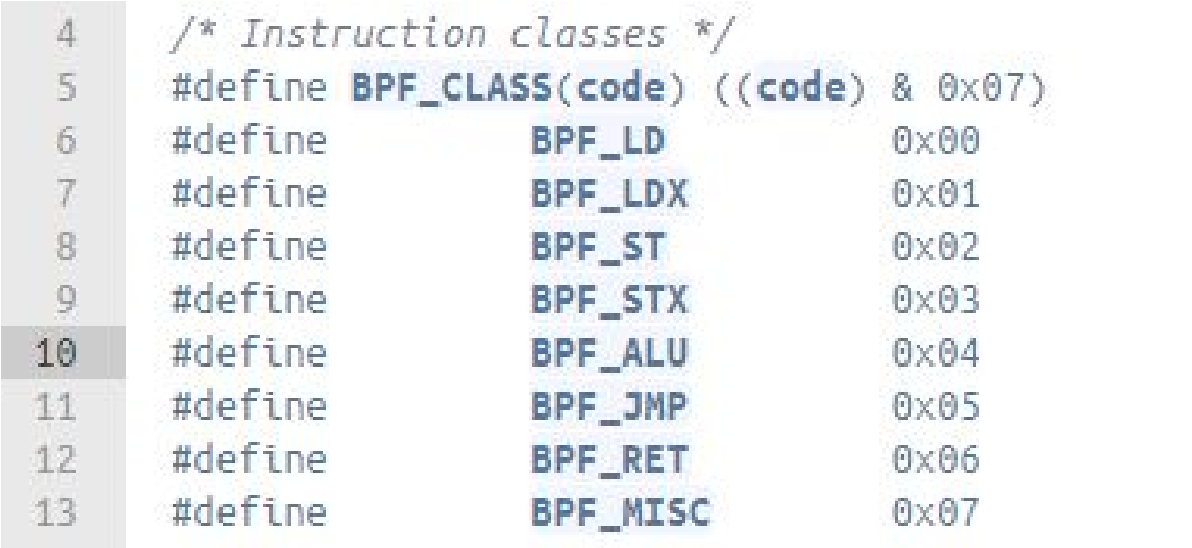 4 /* Instruction classes */
5 #define BPF_CLASS(code) ((code) & 0x07)
6 #define BPF_LD 0x00
7 #define BPF_LDX 0x01
8 #define BPF_ST 0x02
9 #define BPF_STX 0x03
10 #define BPF_ALU 0x04
11 #define BPF_JMP 0x05
12 #define BPF_RET 0x06
13 #define BPF_MISC 0x07